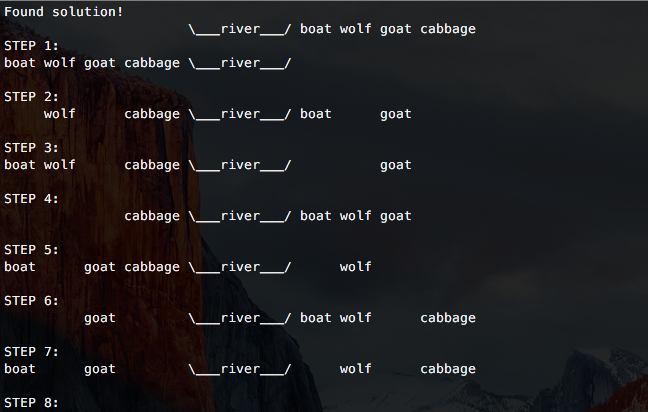 Found solution!
                       \___river___/ boat wolf goat cabbage
STEP 1:
boat wolf goat cabbage \___river___/

STEP 2:
     wolf      cabbage \___river___/ boat      goat

STEP 3:
boat wolf      cabbage \___river___/           goat

STEP 4:
               cabbage \___river___/ boat wolf goat

STEP 5:
boat      goat cabbage \___river___/      wolf

STEP 6:
          goat         \___river___/ boat wolf      cabbage

STEP 7:
boat      goat         \___river___/      wolf      cabbage

STEP 8: